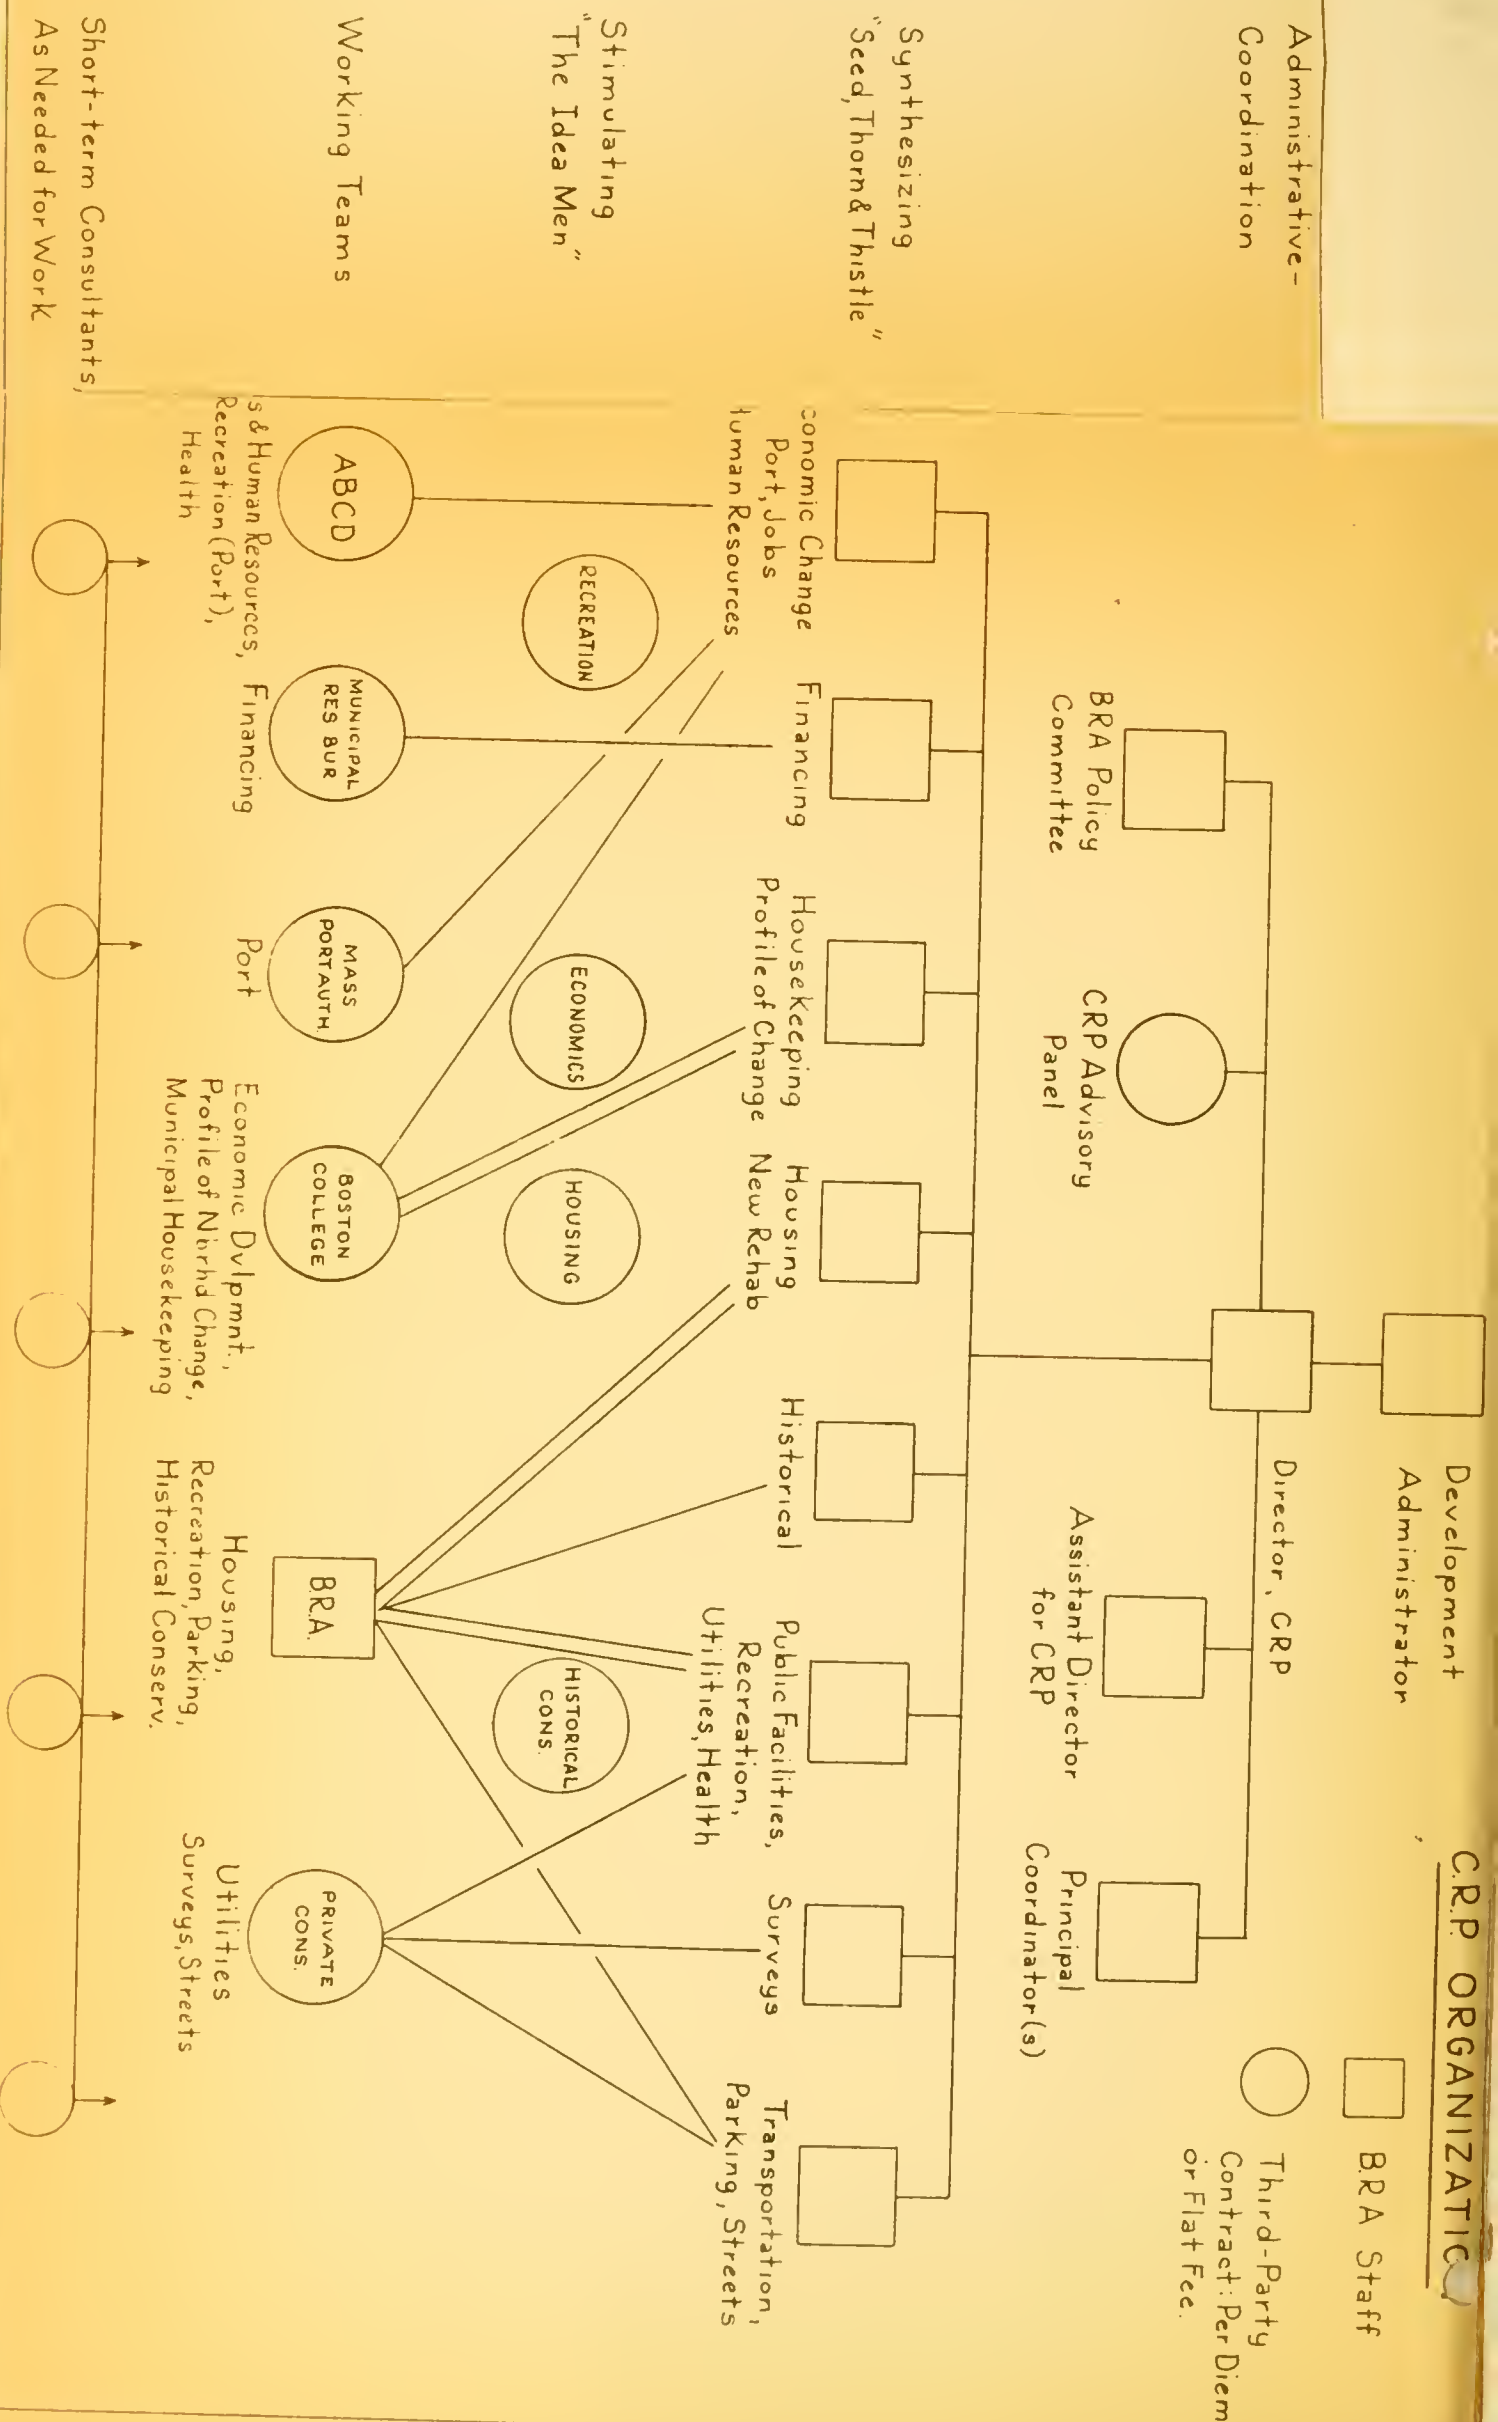 C.R.P. ORGANIZATIO
B.R.A Staff
Third-Party
Contract: Per Diem
or Flat Fee.
Administrative-
Coordination
Development
Administrator
Director, CRP
BRA Policy
Committee
CRP Advisory
Panel
Assistant Director
for CRP
Principal
Coordinator(s)
Synthesizing
"Seed, Thorn & Thistle"
conomic Change
Port, Jobs
Human Resources
Financing
Housekeeping
Profile of Change
Housing
New Rehab
Historical
Public Facilities,
Recreation,
Utilities, Health
Surveys
Transportation,
Parking, Streets
Stimulating
"The Idea Men"
RECREATION
ECONOMICS
HOUSING
HISTORICAL
CONS.
Working Teams
ABCD
MUNICIPAL
RES BUR
MASS
PORT AUTH.
BOSTON
COLLEGE
B.R.A.
PRIVATE
CONS.
s & Human Resources,
Recreation (Port),
Health
Financing
Port
Economic Dvlpmnt.,
Profile of Nbrhd Change,
Municipal Housekeeping
Housing,
Recreation, Parking,
Historical Conserv.
Utilities
Surveys, Streets
Short-term Consultants,
As Needed for Work